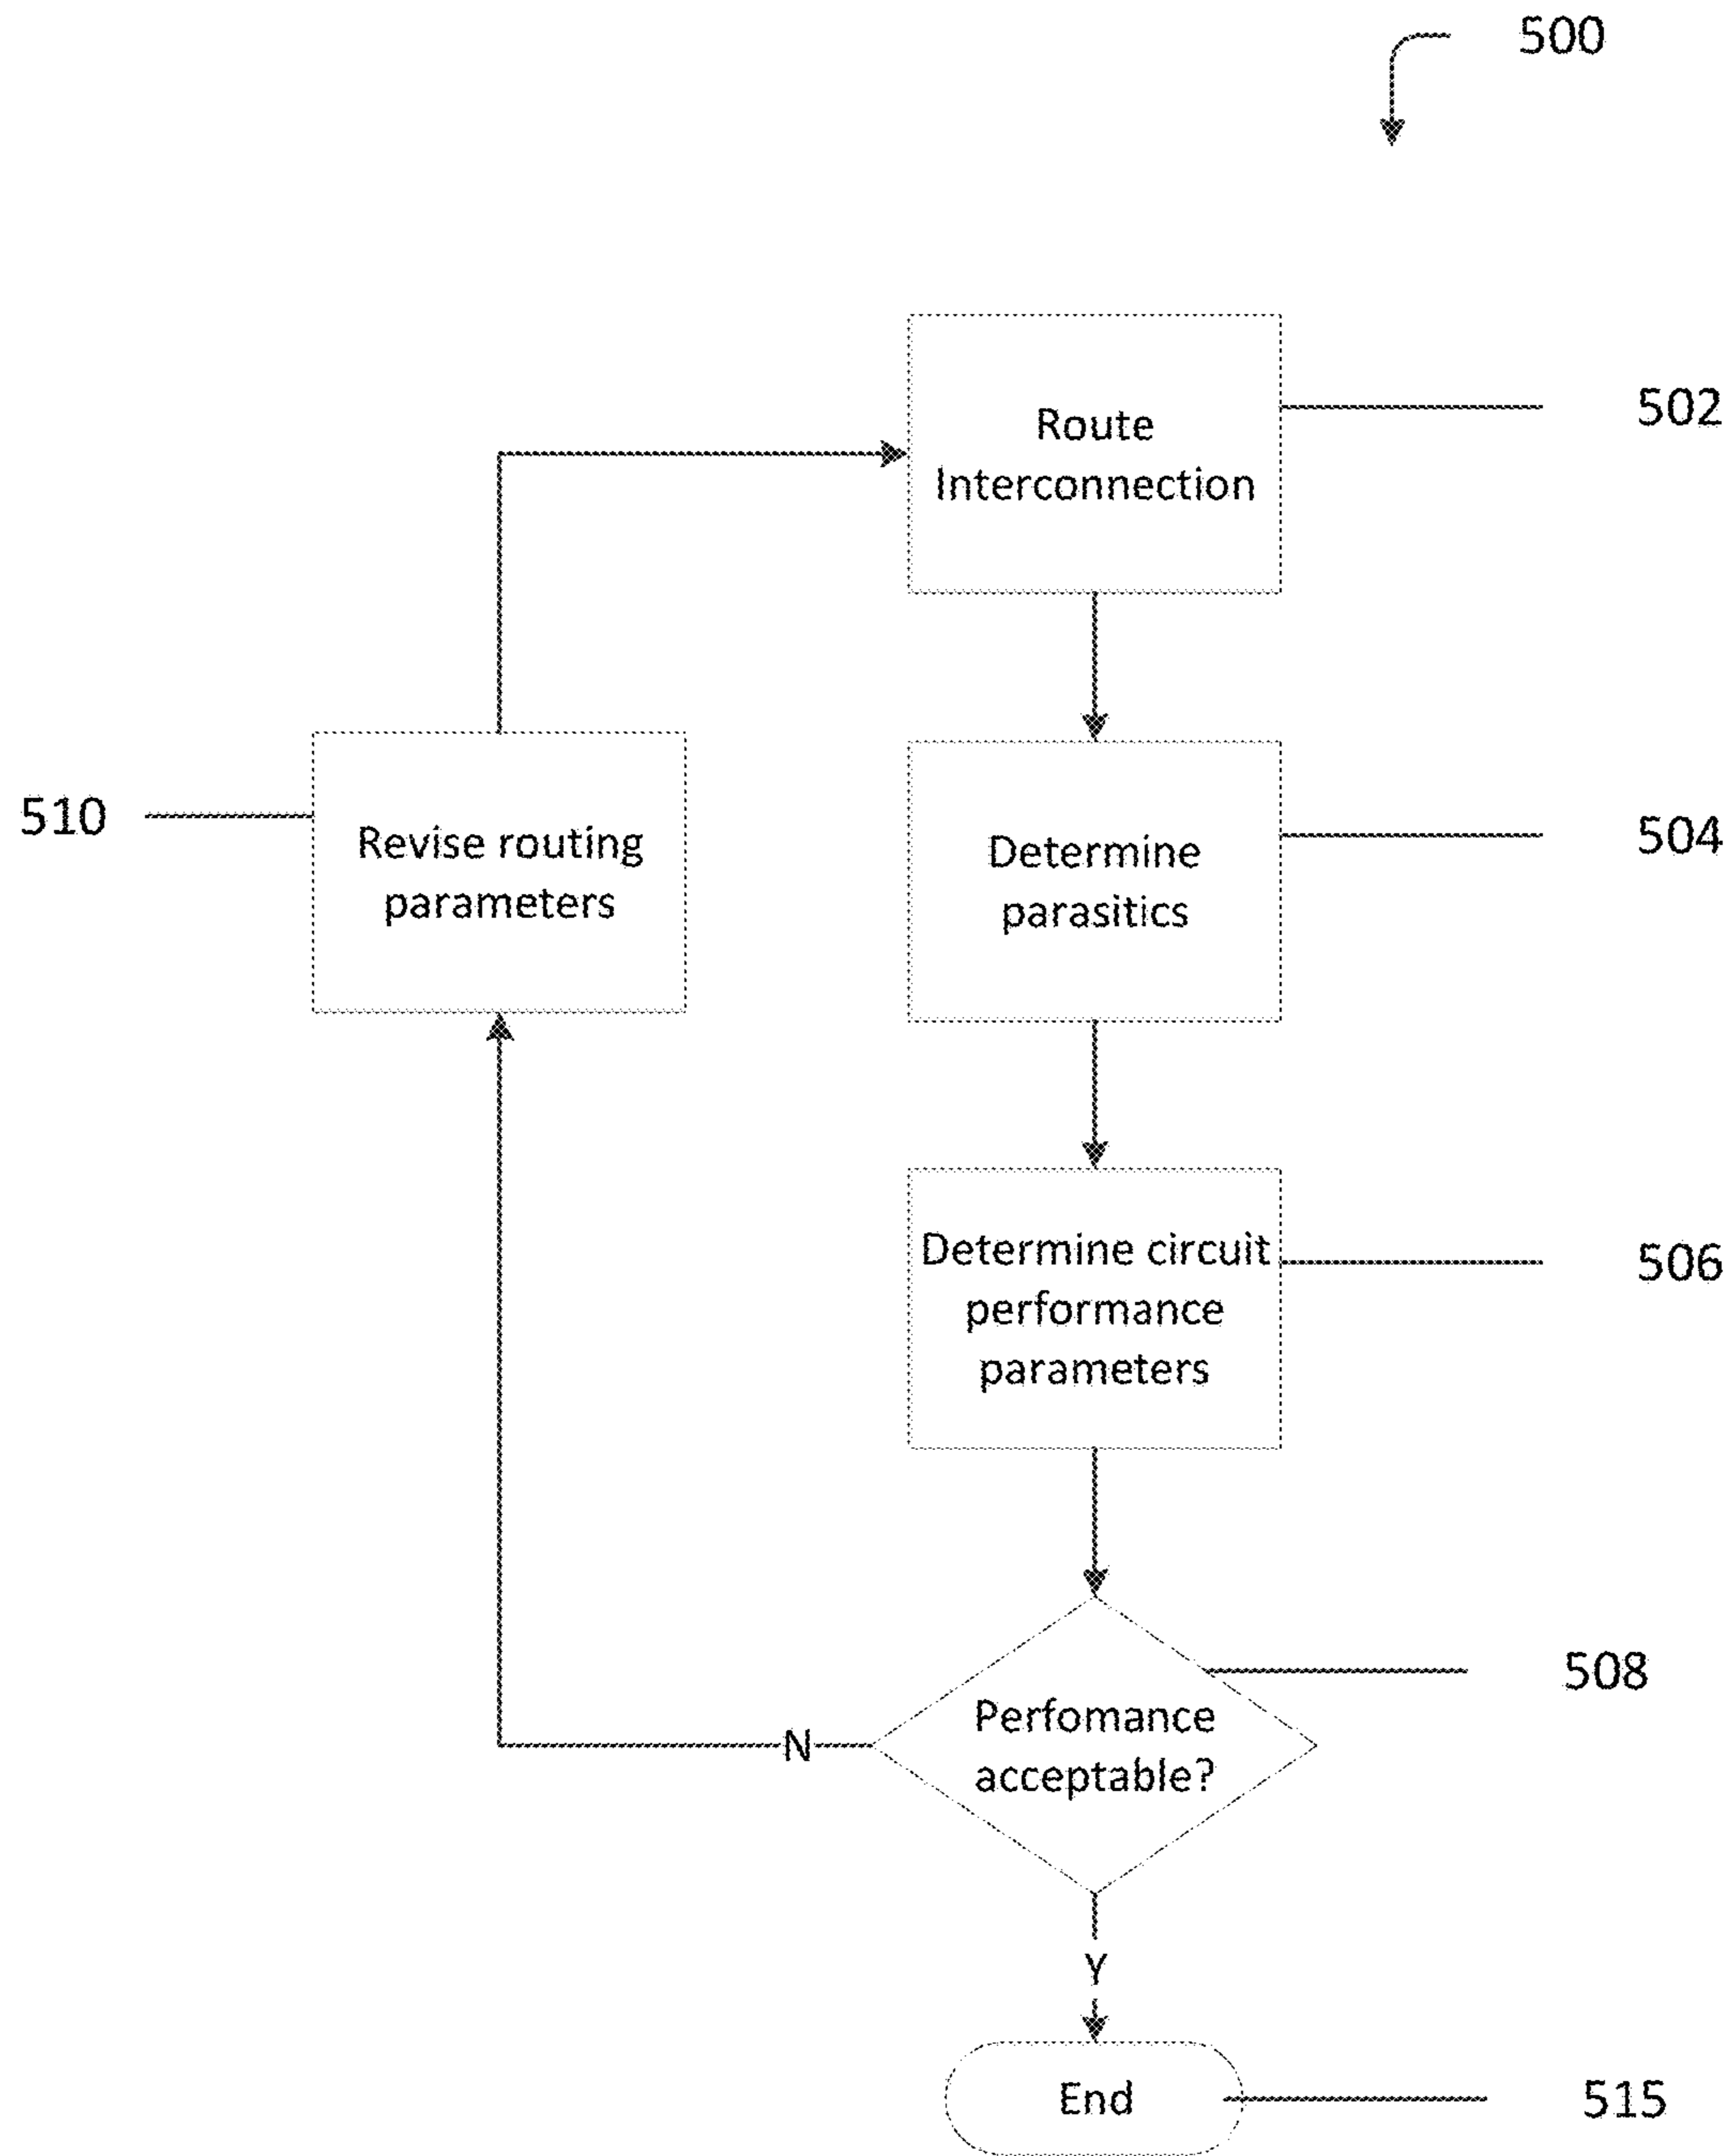 500
Route
Interconnection
502
510
Revise routing
parameters
Determine
parasitics
504
Determine circuit
performance
parameters
506
508
Perfomance
acceptable?
N
Y
End
515